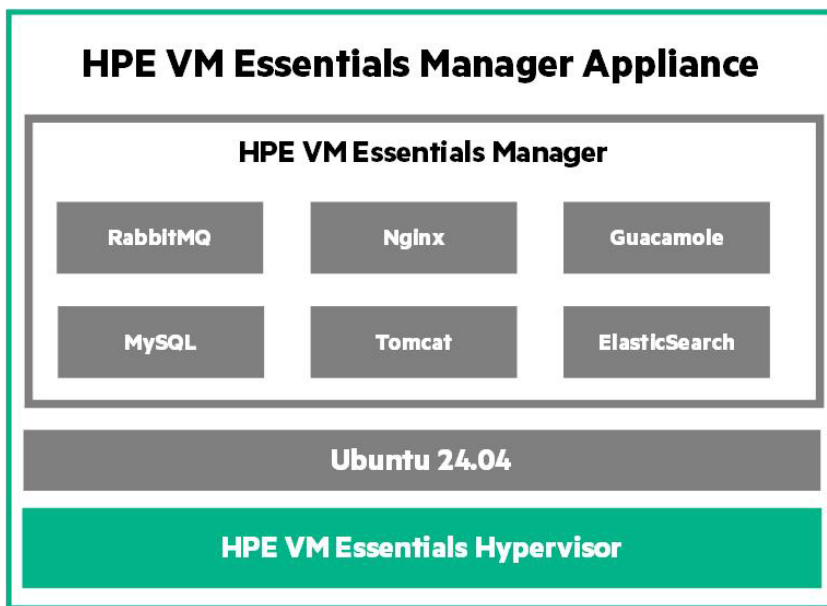 HPE VM Essentials Manager Appliance
HPE VM Essentials Manager
RabbitMQ
Nginx
Guacamole
MySQL
Tomcat
ElasticSearch
Ubuntu 24.04
HPE VM Essentials Hypervisor